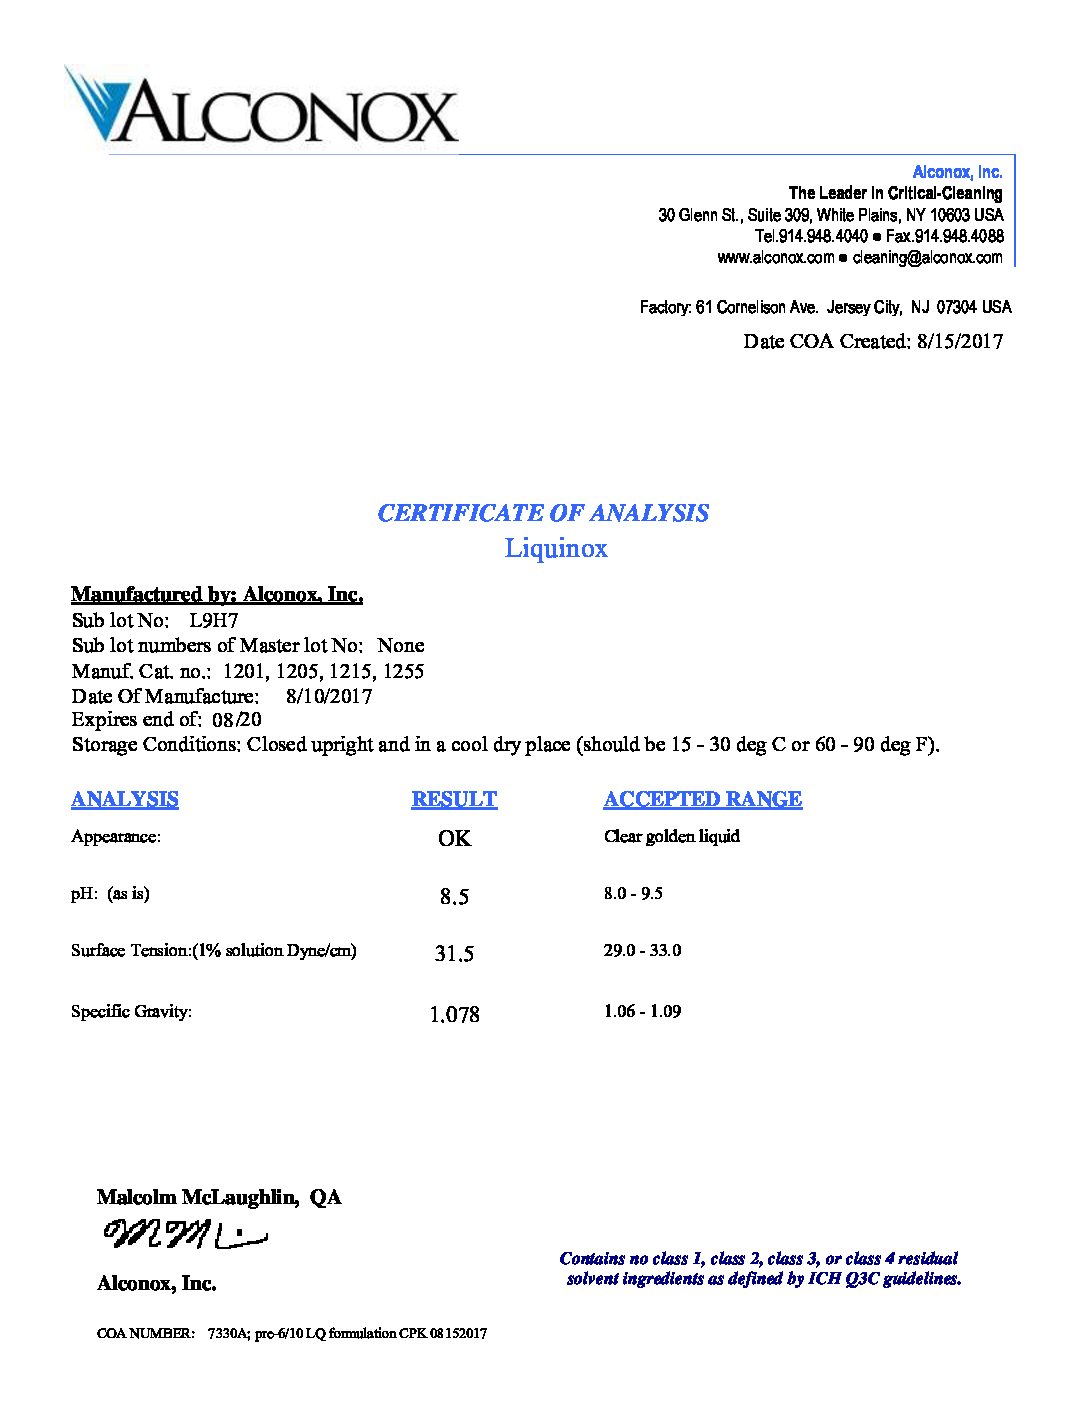 ALCONOX
Alconox, Inc.
The Leader in Critical-Cleaning
30 Glenn St., Suite 309, White Plains, NY 10603 USA
Tel.914.948.4040 ● Fax.914.948.4088
www.alconox.com ● cleaning@alconox.com
Factory: 61 Cornelison Ave. Jersey City, NJ 07304 USA
Date COA Created: 8/15/2017
CERTIFICATE OF ANALYSIS
Liquinox
Manufactured by: Alconox, Inc.
Sub lot No: L9H7
Sub lot numbers of Master lot No: None
Manuf. Cat. no.: 1201, 1205, 1215, 1255
Date Of Manufacture: 8/10/2017
Expires end of: 08/20
Storage Conditions: Closed upright and in a cool dry place (should be 15 - 30 deg C or 60 - 90 deg F).
ANALYSIS RESULT ACCEPTED RANGE
Appearance: OK Clear golden liquid
pH: (as is) 8.5 8.0 - 9.5
Surface Tension:(1% solution Dyne/cm) 31.5 29.0 - 33.0
Specific Gravity: 1.078 1.06 - 1.09
Malcolm McLaughlin, QA
Alconox, Inc.
Contains no class 1, class 2, class 3, or class 4 residual
solvent ingredients as defined by ICH Q3C guidelines.
COA NUMBER: 7330A; pre-6/10 LQ formulation CPK 08152017